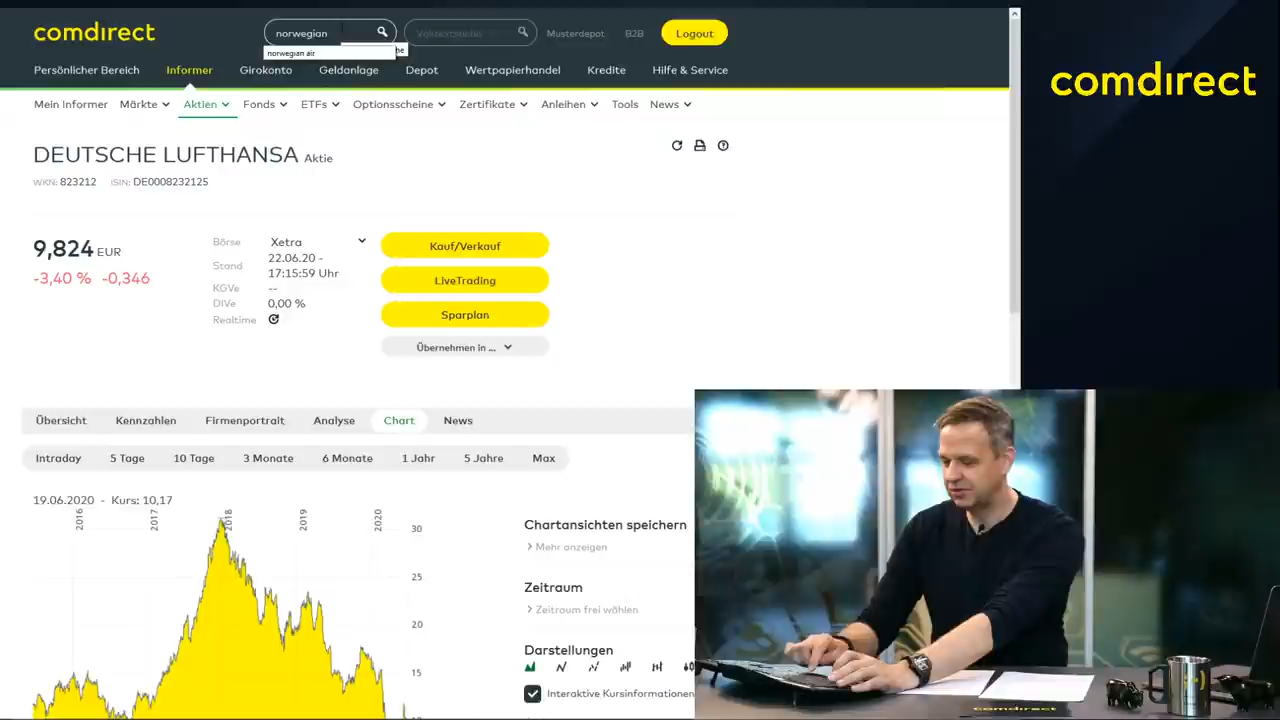 comdırect
norwegian
Volltextsuche
Musterdepot
B2B
Logout
norwegian air
he
Persönlicher Bereich
Informer
Girokonto
Geldanlage
Depot
Wertpapierhandel
Kredite
Hilfe & Service
comdırect
Mein Informer
Märkte
Aktien
Fonds
ETFs
Optionsscheine
Zertifikate
Anleihen
Tools
News
DEUTSCHE LUFTHANSA Aktie
WKN: 823212 ISIN: DE0008232125
9,824 EUR
-3,40 % -0,346
Börse Xetra
Stand 22.06.20 -
17:15:59 Uhr
KGVe --
DIVe 0,00 %
Realtime
Kauf/Verkauf
LiveTrading
Sparplan
Übernehmen in ...
Übersicht
Kennzahlen
Firmenportrait
Analyse
Chart
News
Intraday
5 Tage
10 Tage
3 Monate
6 Monate
1 Jahr
5 Jahre
Max
19.06.2020 - Kurs: 10,17
2016
2017
2018
2019
2020
30
25
20
15
Chartansichten speichern
Mehr anzeigen
Zeitraum
Zeitraum frei wählen
Darstellungen
Interaktive Kursinformationen
comdırect